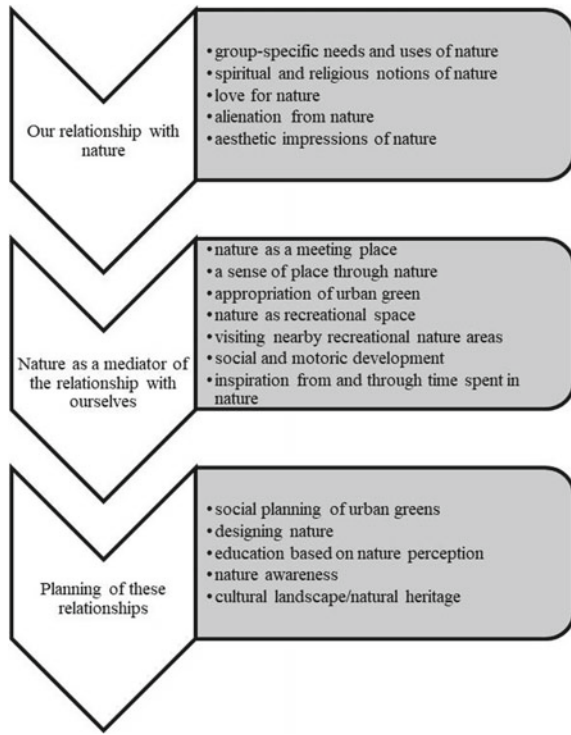 Our relationship with
nature
• group-specific needs and uses of nature
• spiritual and religious notions of nature
• love for nature
• alienation from nature
• aesthetic impressions of nature
Nature as a mediator of
the relationship with
ourselves
• nature as a meeting place
• a sense of place through nature
• appropriation of urban green
• nature as recreational space
• visiting nearby recreational nature areas
• social and motoric development
• inspiration from and through time spent in
nature
Planning of these
relationships
• social planning of urban greens
• designing nature
• education based on nature perception
• nature awareness
• cultural landscape/natural heritage